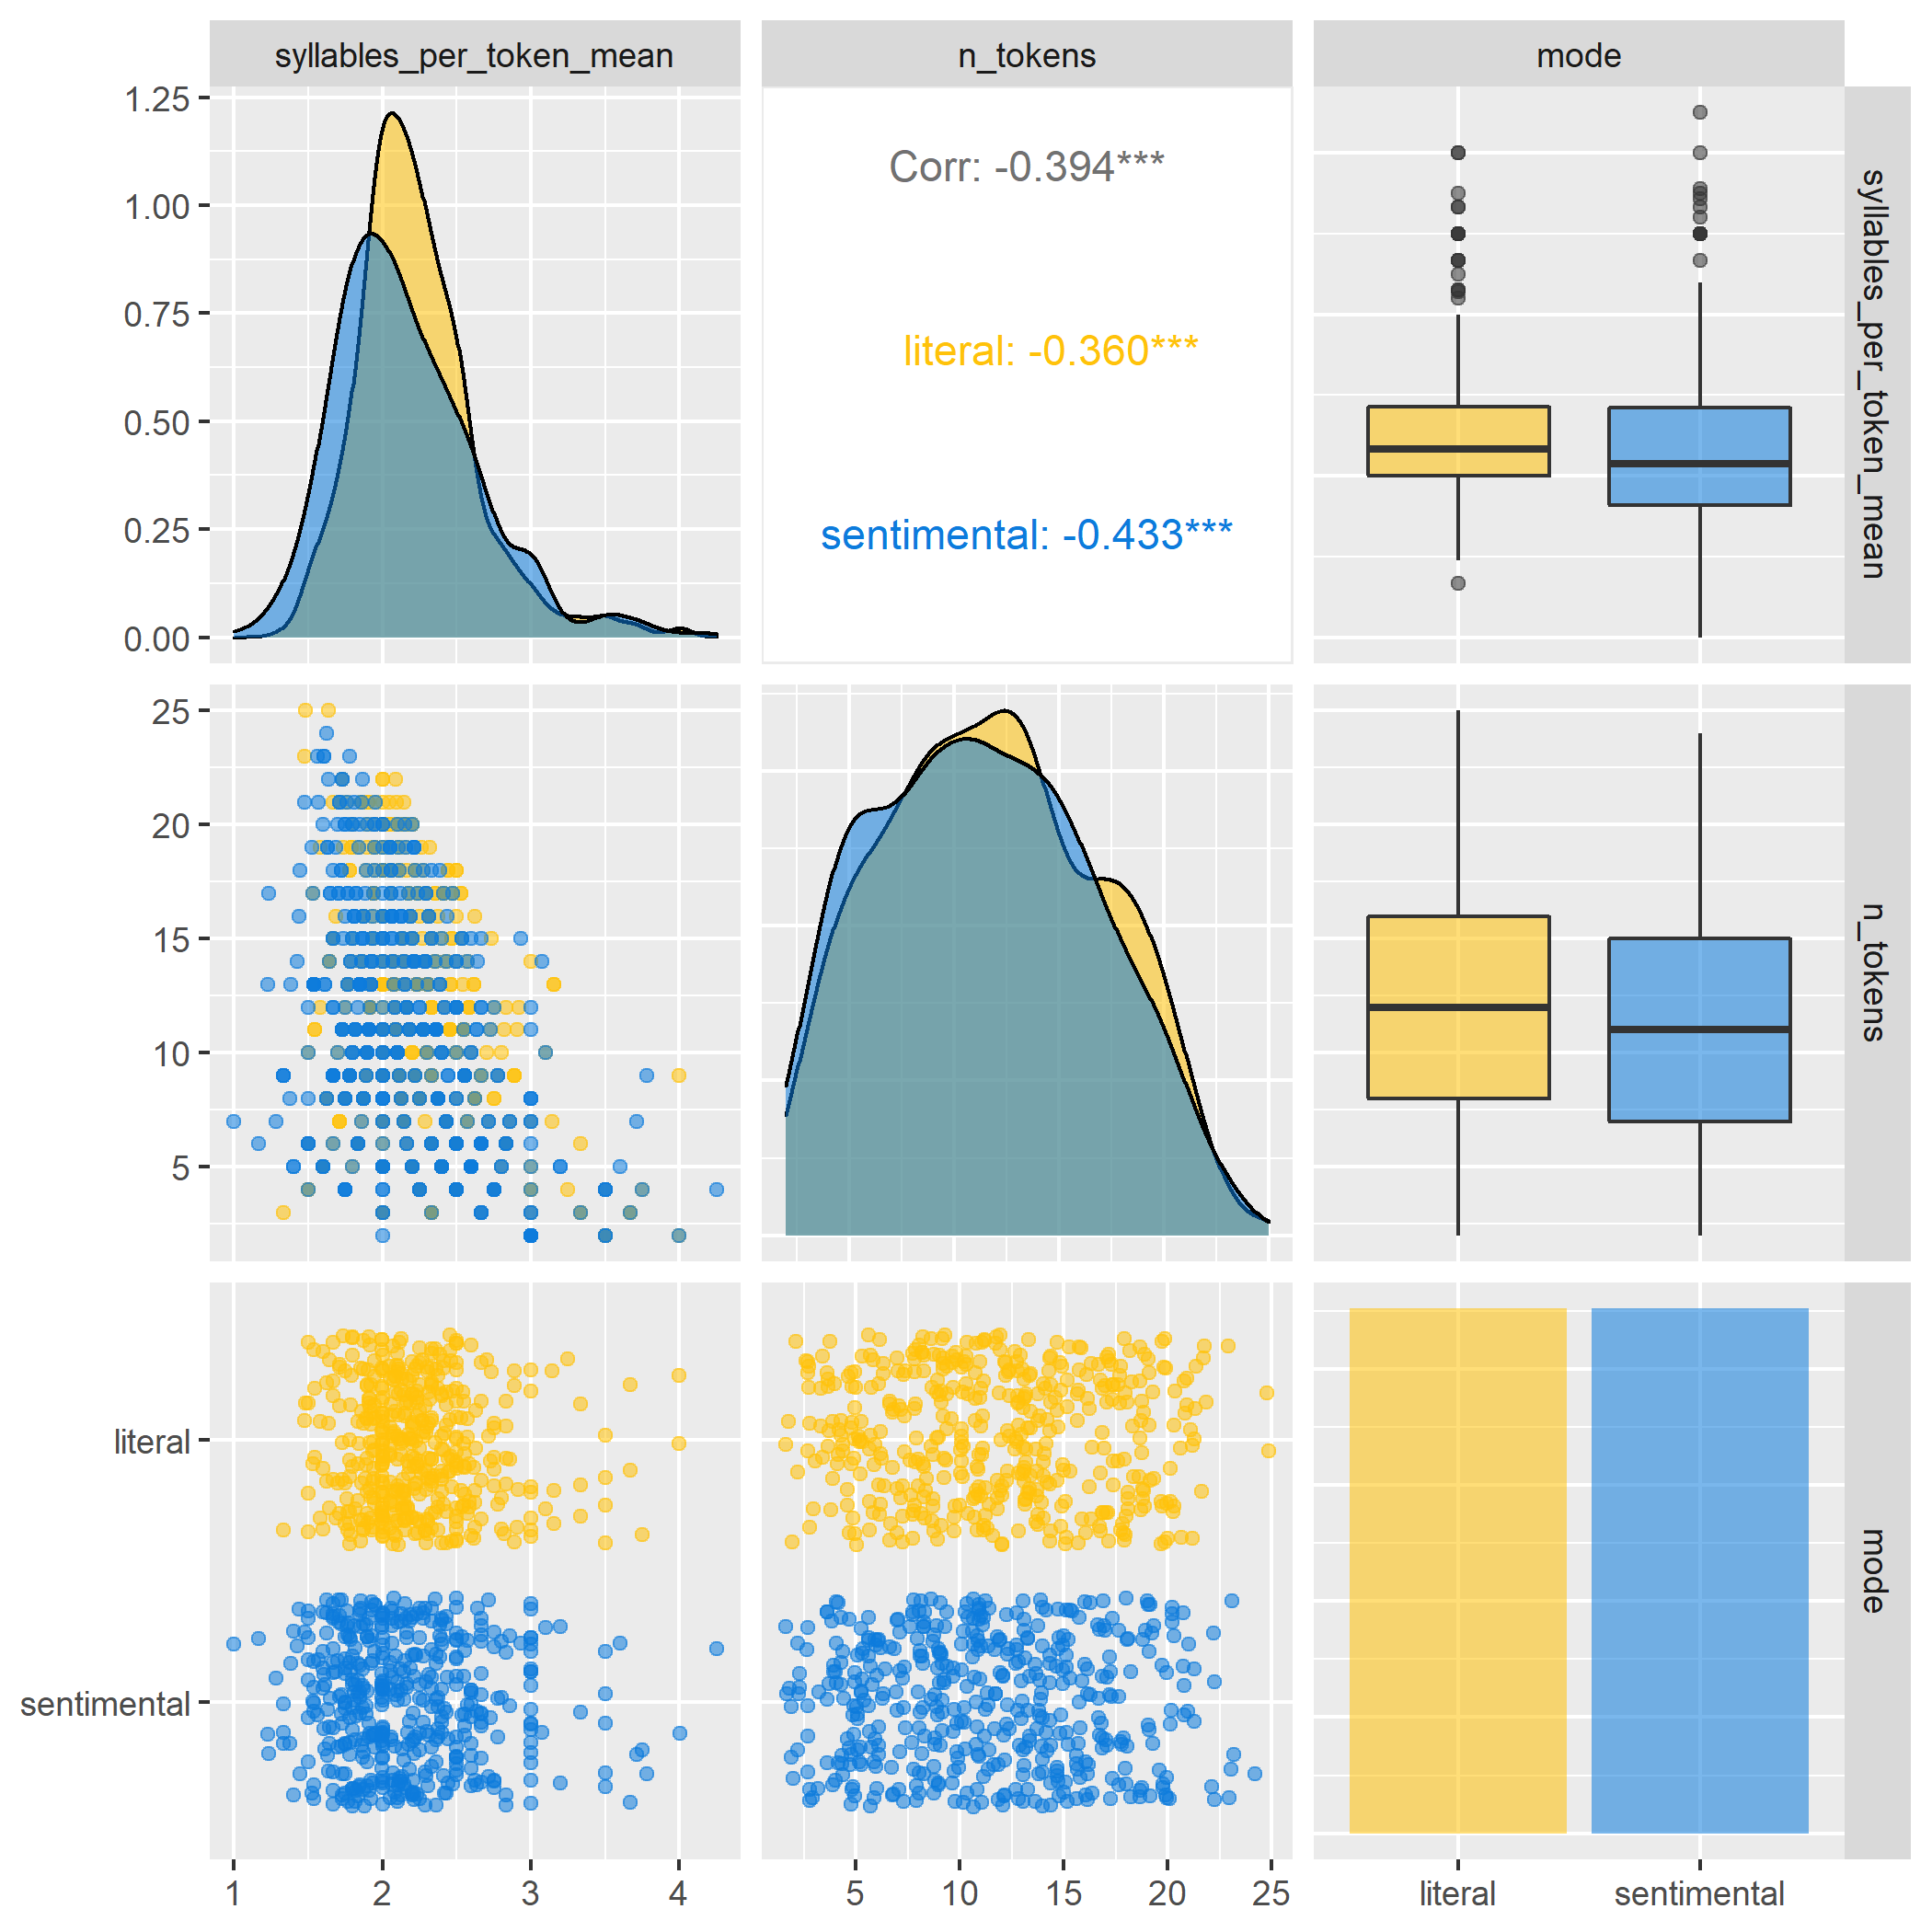 syllables_per_token_mean
n_tokens
mode
1.25
1.00
0.75
0.50
0.25
0.00
Corr: -0.394***
literal: -0.360***
sentimental: -0.433***
syllables_per_token_mean
25
20
15
10
5
n_tokens
literal
sentimental
mode
1 2 3 4
5 10 15 20 25
literal sentimental